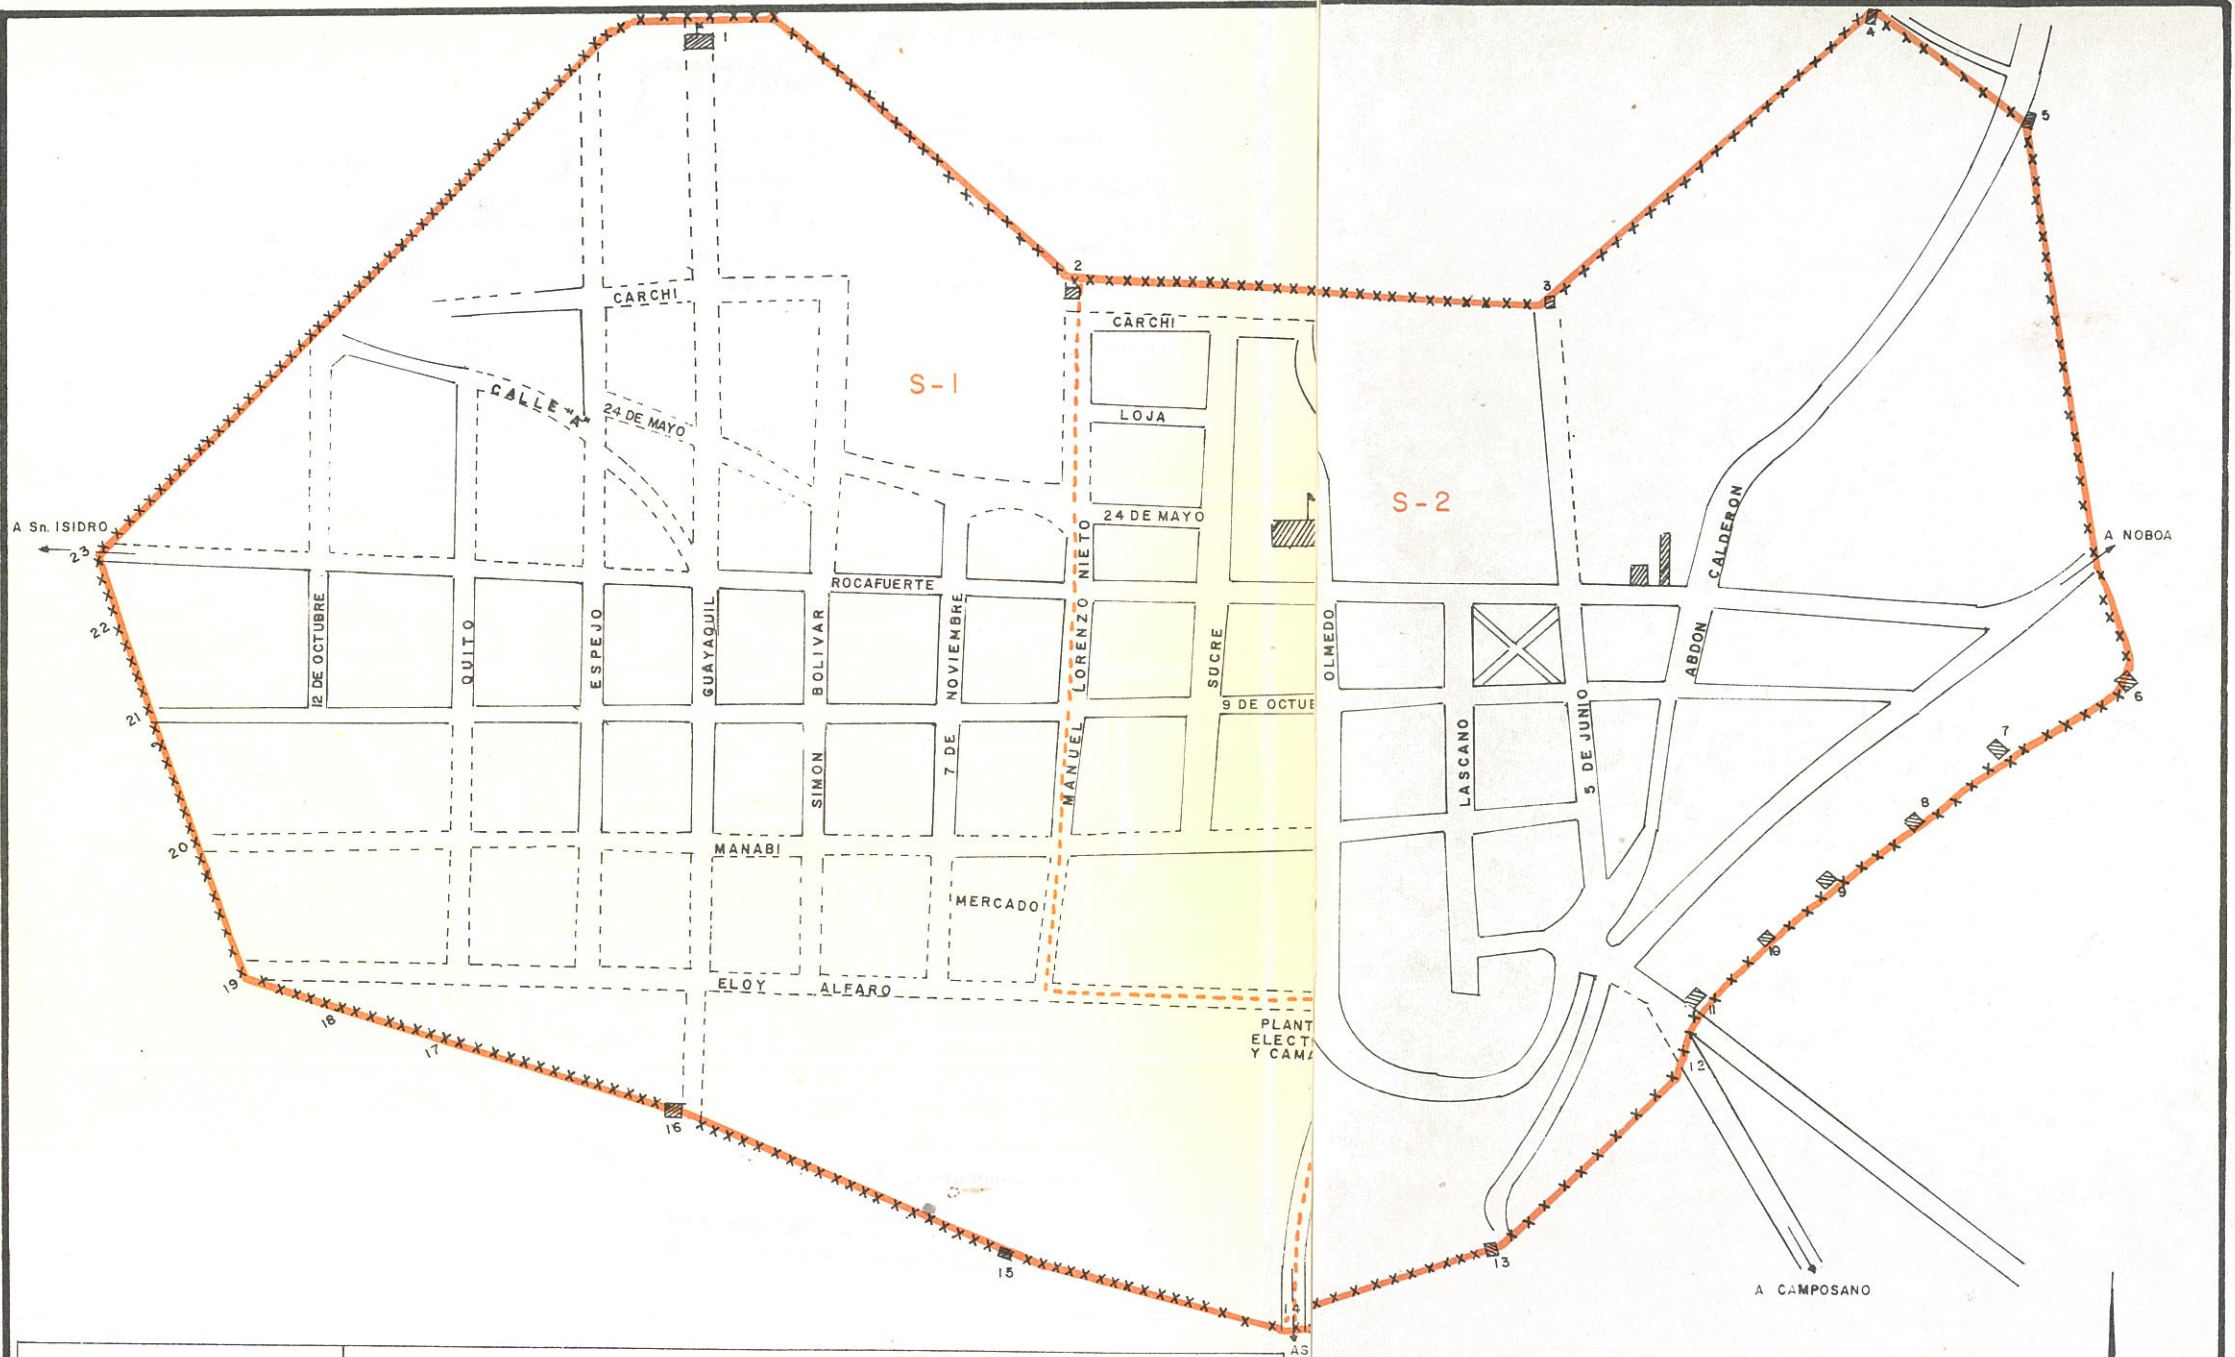 1
4
5
2
3
CARCHI
CARCHI
S-1
CALLE "A"
24 DE MAYO
LOJA
S-2
24 DE MAYO
A Sn. ISIDRO
23
A NOBOA
ROCAFUERTE
22
12 DE OCTUBRE
QUITO
ESPEJO
GUAYAQUIL
SIMON BOLIVAR
7 DE NOVIEMBRE
MANUEL LORENZO NIETO
SUCRE
OLMEDO
LASCANO
5 DE JUNIO
ABDON CALDERON
6
21
9 DE OCTUB
7
8
20
MANABI
9
MERCADO
10
19
ELOY ALFARO
11
18
17
PLANT
ELECT
Y CAMA
12
16
15
13
14
A CAMPOSANO
AS